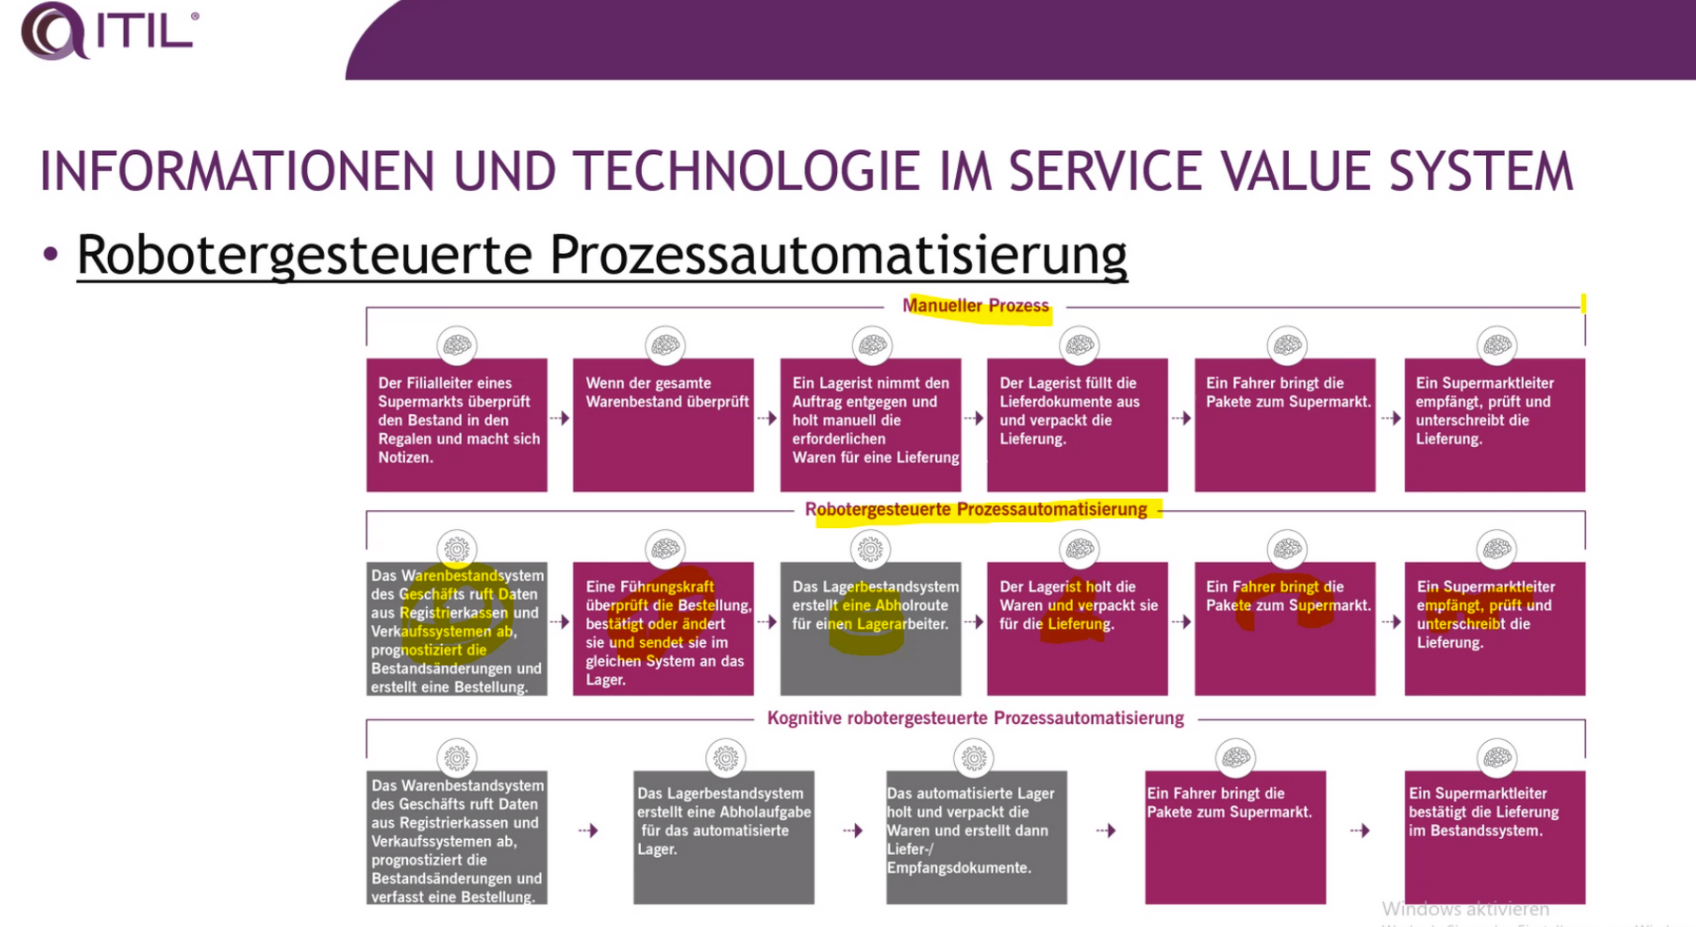 ITIL®
INFORMATIONEN UND TECHNOLOGIE IM SERVICE VALUE SYSTEM
• Robotergesteuerte Prozessautomatisierung
Manueller Prozess
Der Filialleiter eines
Supermarkts überprüft
den Bestand in den
Regalen und macht sich
Notizen.
Wenn der gesamte
Warenbestand überprüft
Ein Lagerist nimmt den
Auftrag entgegen und
holt manuell die
erforderlichen
Waren für eine Lieferung
Der Lagerist füllt die
Lieferdokumente aus
und verpackt die
Lieferung.
Ein Fahrer bringt die
Pakete zum Supermarkt.
Ein Supermarktleiter
empfängt, prüft und
unterschreibt die
Lieferung.
Robotergesteuerte Prozessautomatisierung
Das Warenbestandsystem
des Geschäfts ruft Daten
aus Registrierkassen und
Verkaufssystemen ab,
prognostiziert die
Bestandsänderungen und
erstellt eine Bestellung.
Eine Führungskraft
überprüft die Bestellung,
bestätigt oder ändert
sie und sendet sie im
gleichen System an das
Lager.
Das Lagerbestandsystem
erstellt eine Abholroute
für einen Lagerarbeiter.
Der Lagerist holt die
Waren und verpackt sie
für die Lieferung.
Ein Fahrer bringt die
Pakete zum Supermarkt.
Ein Supermarktleiter
empfängt, prüft und
unterschreibt die
Lieferung.
Kognitive robotergesteuerte Prozessautomatisierung
Das Warenbestandsystem
des Geschäfts ruft Daten
aus Registrierkassen und
Verkaufssystemen ab,
prognostiziert die
Bestandsänderungen und
verfasst eine Bestellung.
Das Lagerbestandsystem
erstellt eine Abholaufgabe
für das automatisierte
Lager.
Das automatisierte Lager
holt und verpackt die
Waren und erstellt dann
Liefer-/
Empfangsdokumente.
Ein Fahrer bringt die
Pakete zum Supermarkt.
Ein Supermarktleiter
bestätigt die Lieferung
im Bestandssystem.
Windows aktivieren